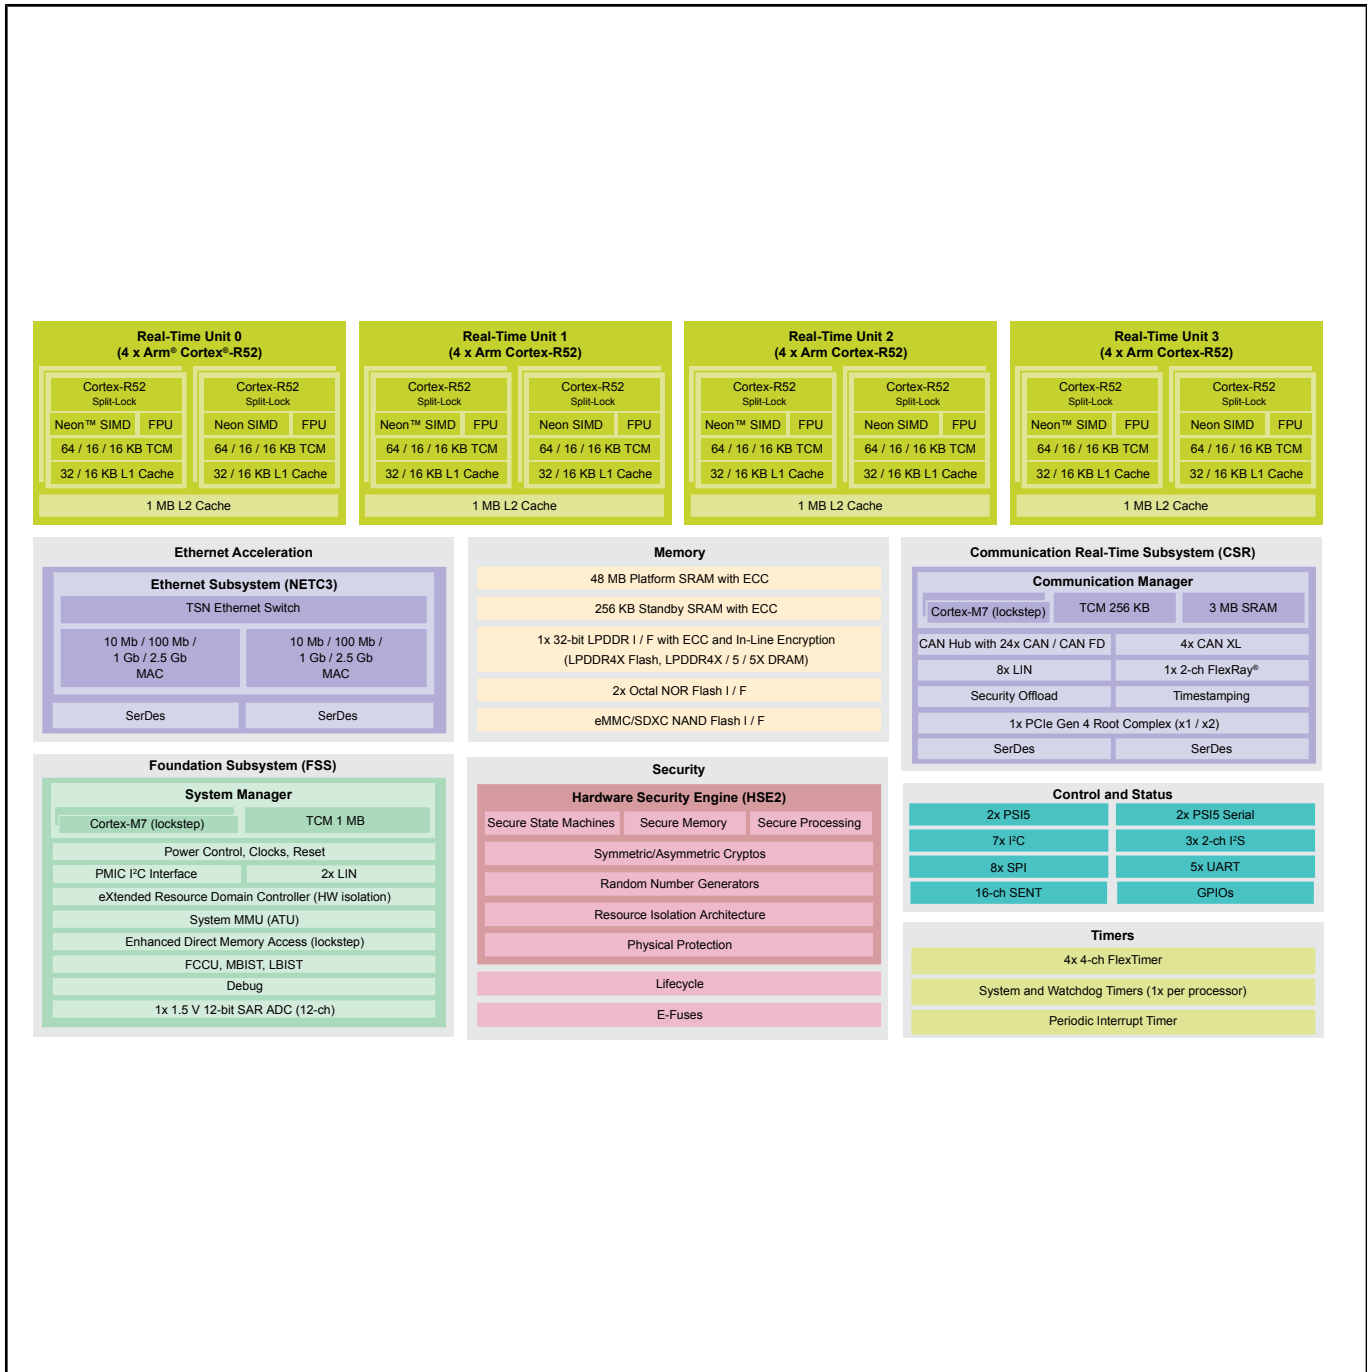 Real-Time Unit 0
(4 x Arm® Cortex®-R52)
Cortex-R52
Split-Lock
Neon™ SIMD
FPU
64 / 16 / 16 KB TCM
32 / 16 KB L1 Cache
Cortex-R52
Split-Lock
Neon SIMD
FPU
64 / 16 / 16 KB TCM
32 / 16 KB L1 Cache
1 MB L2 Cache
Real-Time Unit 1
(4 x Arm Cortex-R52)
Cortex-R52
Split-Lock
Neon™ SIMD
FPU
64 / 16 / 16 KB TCM
32 / 16 KB L1 Cache
Cortex-R52
Split-Lock
Neon SIMD
FPU
64 / 16 / 16 KB TCM
32 / 16 KB L1 Cache
1 MB L2 Cache
Real-Time Unit 2
(4 x Arm Cortex-R52)
Cortex-R52
Split-Lock
Neon™ SIMD
FPU
64 / 16 / 16 KB TCM
32 / 16 KB L1 Cache
Cortex-R52
Split-Lock
Neon SIMD
FPU
64 / 16 / 16 KB TCM
32 / 16 KB L1 Cache
1 MB L2 Cache
Real-Time Unit 3
(4 x Arm Cortex-R52)
Cortex-R52
Split-Lock
Neon™ SIMD
FPU
64 / 16 / 16 KB TCM
32 / 16 KB L1 Cache
Cortex-R52
Split-Lock
Neon SIMD
FPU
64 / 16 / 16 KB TCM
32 / 16 KB L1 Cache
1 MB L2 Cache
Ethernet Acceleration
Ethernet Subsystem (NETC3)
TSN Ethernet Switch
10 Mb / 100 Mb /
1 Gb / 2.5 Gb
MAC
10 Mb / 100 Mb /
1 Gb / 2.5 Gb
MAC
SerDes
SerDes
Memory
48 MB Platform SRAM with ECC
256 KB Standby SRAM with ECC
1x 32-bit LPDDR I / F with ECC and In-Line Encryption
(LPDDR4X Flash, LPDDR4X / 5 / 5X DRAM)
2x Octal NOR Flash I / F
eMMC/SDXC NAND Flash I / F
Communication Real-Time Subsystem (CSR)
Communication Manager
Cortex-M7 (lockstep)
TCM 256 KB
3 MB SRAM
CAN Hub with 24x CAN / CAN FD
4x CAN XL
8x LIN
1x 2-ch FlexRay®
Security Offload
Timestamping
1x PCIe Gen 4 Root Complex (x1 / x2)
SerDes
SerDes
Foundation Subsystem (FSS)
System Manager
Cortex-M7 (lockstep)
TCM 1 MB
Power Control, Clocks, Reset
PMIC I²C Interface
2x LIN
eXtended Resource Domain Controller (HW isolation)
System MMU (ATU)
Enhanced Direct Memory Access (lockstep)
FCCU, MBIST, LBIST
Debug
1x 1.5 V 12-bit SAR ADC (12-ch)
Security
Hardware Security Engine (HSE2)
Secure State Machines
Secure Memory
Secure Processing
Symmetric/Asymmetric Cryptos
Random Number Generators
Resource Isolation Architecture
Physical Protection
Lifecycle
E-Fuses
Control and Status
2x PSI5
2x PSI5 Serial
7x I²C
3x 2-ch I²S
8x SPI
5x UART
16-ch SENT
GPIOs
Timers
4x 4-ch FlexTimer
System and Watchdog Timers (1x per processor)
Periodic Interrupt Timer